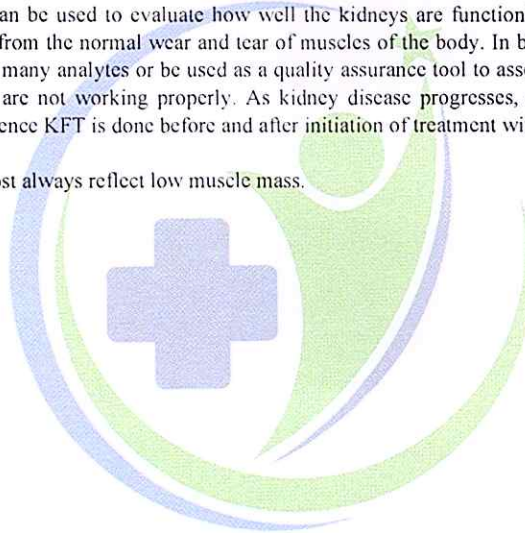 an be used to evaluate how well the kidneys are function
from the normal wear and tear of muscles of the body. In b
many analytes or be used as a quality assurance tool to asse
are not working properly. As kidney disease progresses,
ence KFT is done before and after initiation of treatment wi
ost always reflect low muscle mass.